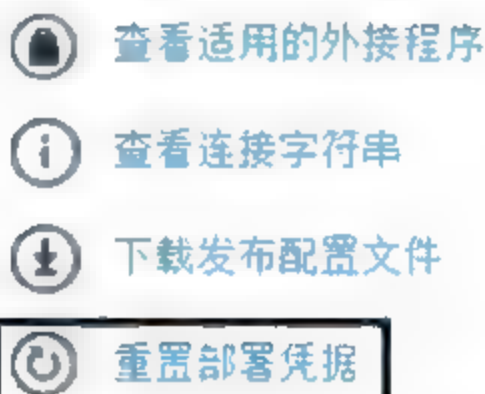 查看适用的外接程序
查看连接字符串
下载发布配置文件
重置部署凭据